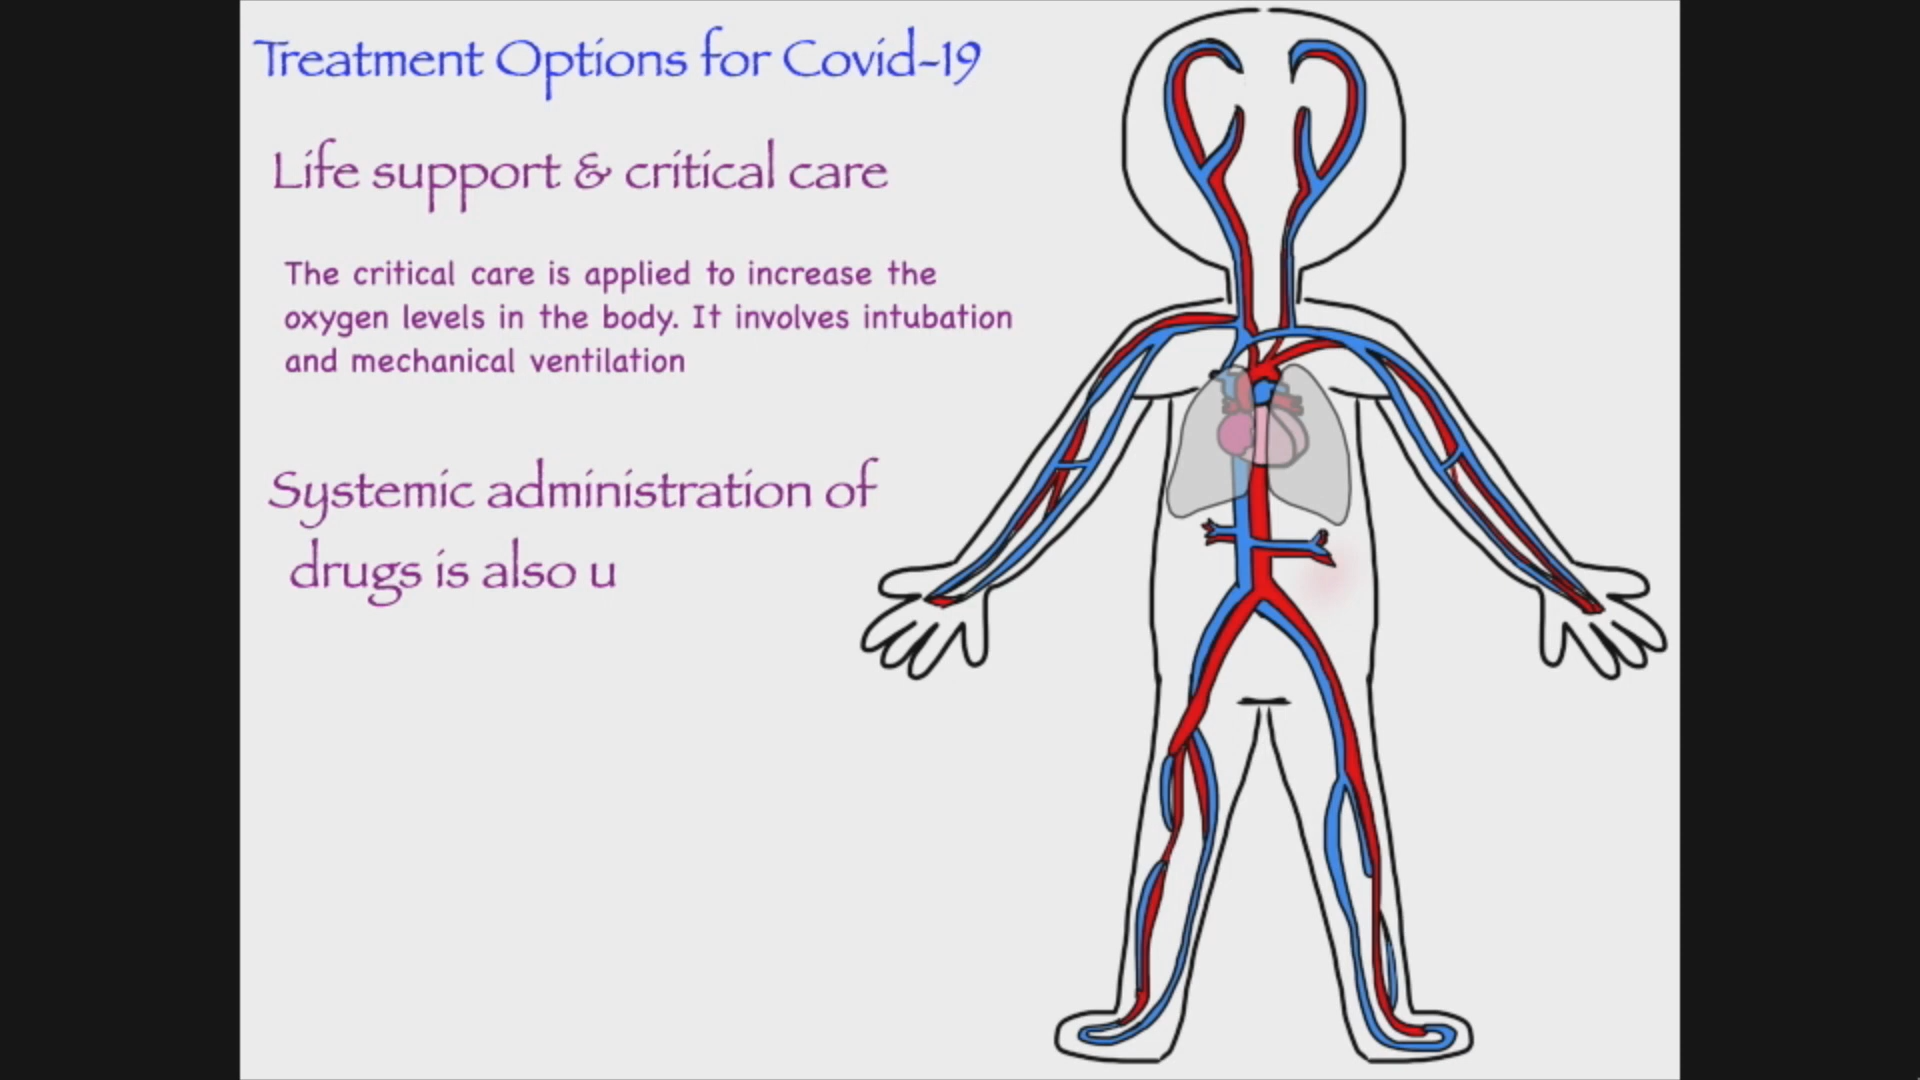 Treatment Options for Covid-19
Life support & critical care
The critical care is applied to increase the
oxygen levels in the body. It involves intubation
and mechanical ventilation
Systemic administration of
drugs is also u